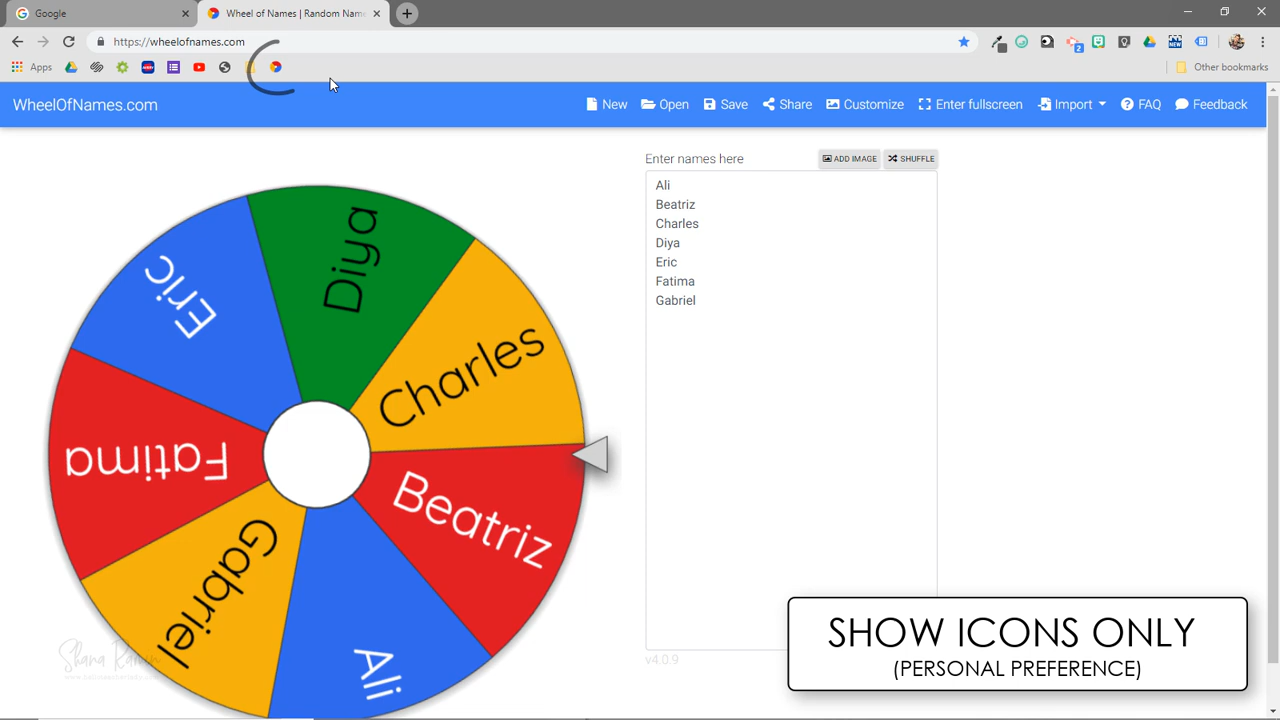 Google
Wheel of Names | Random Name
https://wheelofnames.com
Apps
Other bookmarks
WheelOfNames.com
New
Open
Save
Share
Customize
Enter fullscreen
Import
FAQ
Feedback
Enter names here
ADD IMAGE
SHUFFLE
Ali
Beatriz
Charles
Diya
Eric
Fatima
Gabriel
Diya
Eric
Charles
Fatima
Beatriz
Gabriel
Ali
SHOW ICONS ONLY
(PERSONAL PREFERENCE)
v4.0.9